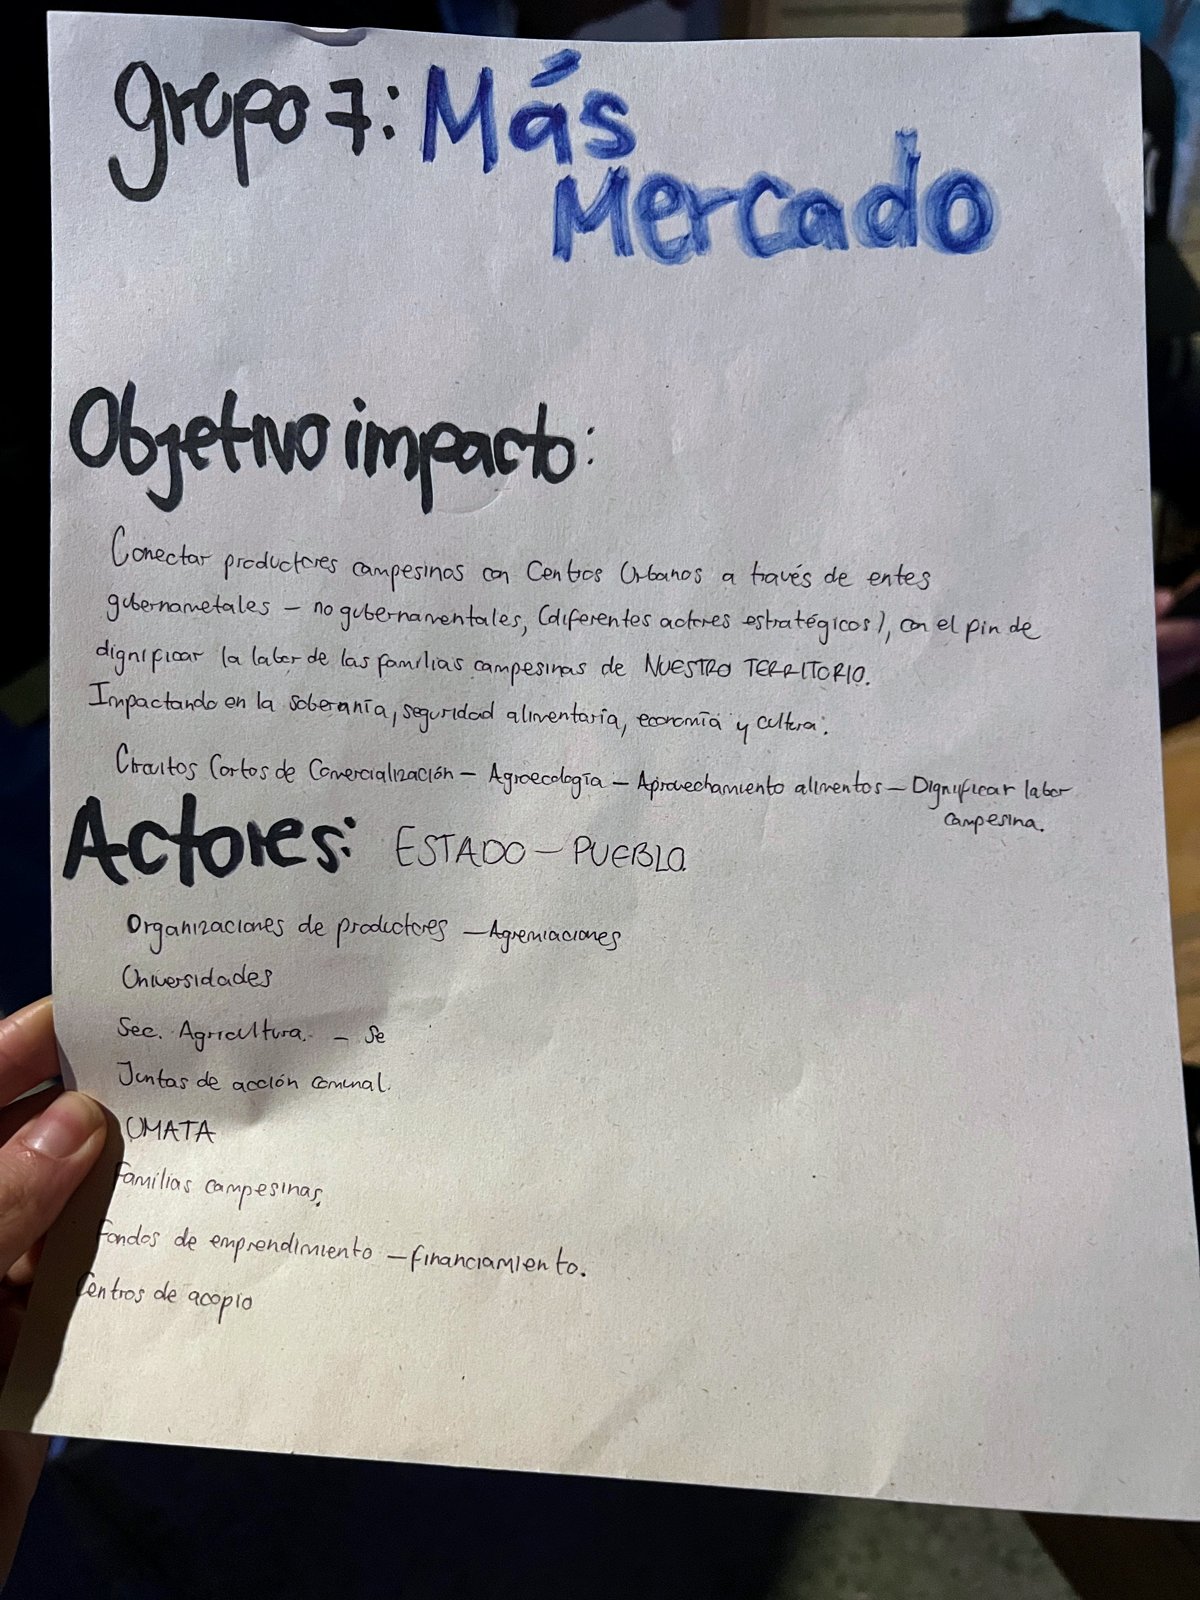 grupo 7: Más
Mercado
Objetivo impacto:
Conectar productores campesinos con Centros Urbanos a través de entes
gubernametales – no gubernamentales, (diferentes actores estratégicos), con el pin de
dignificar la labor de las familias campesinas de NUESTRO TERRITORIO.
Impactando en la soberanía, seguridad alimentaria, economía y cultura:
Circuitos Cortos de Comercialización – Agroecología – Aprovechamiento alimentos – Dignificar labor
campesina.
Actores: ESTADO – PUEBLO.
Organizaciones de productores – Agremiaciones
Universidades
Sec. Agricultura. – Se
Juntas de acción comunal.
UMATA
Familias campesinas.
Fondos de emprendimiento – financiamiento.
Centros de acopio